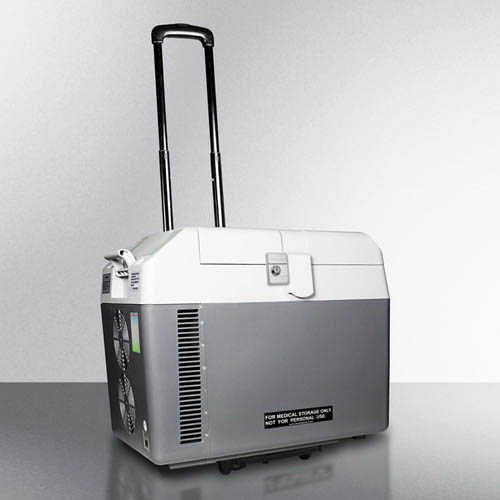 FOR MEDICAL STORAGE ONLY
NOT FOR PERSONAL USE